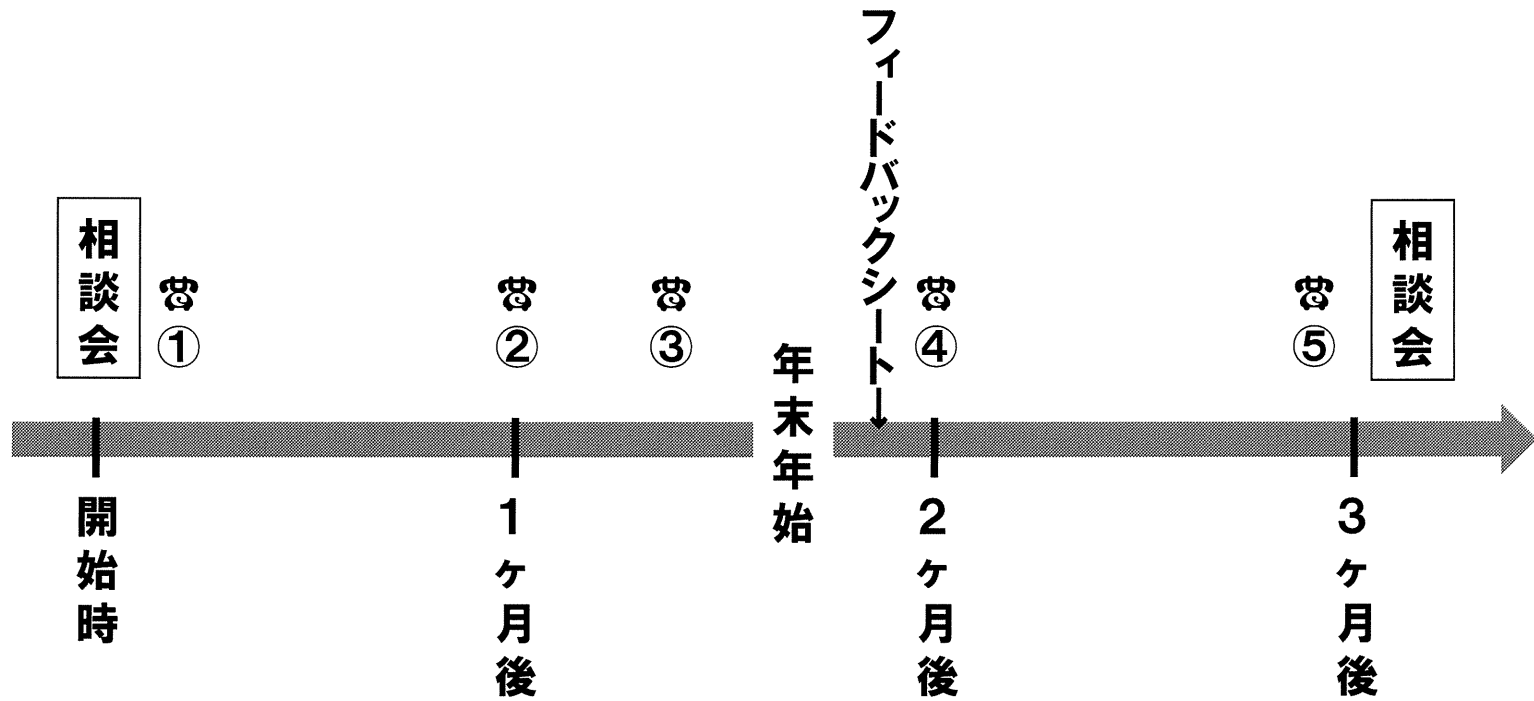 相談会
☎
①
☎
②
☎
③
年末年始
フィードバックシート→
☎
④
☎
⑤
相談会
開始時
1ヶ月後
2ヶ月後
3ヶ月後